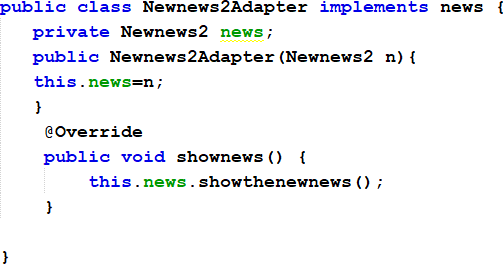 public class Newnews2Adapter implements news {
private Newnews2 news;
public Newnews2Adapter(Newnews2 n){
this.news=n;
}
@Override
public void shownews() {
this.news.showthenewnews();
}
}